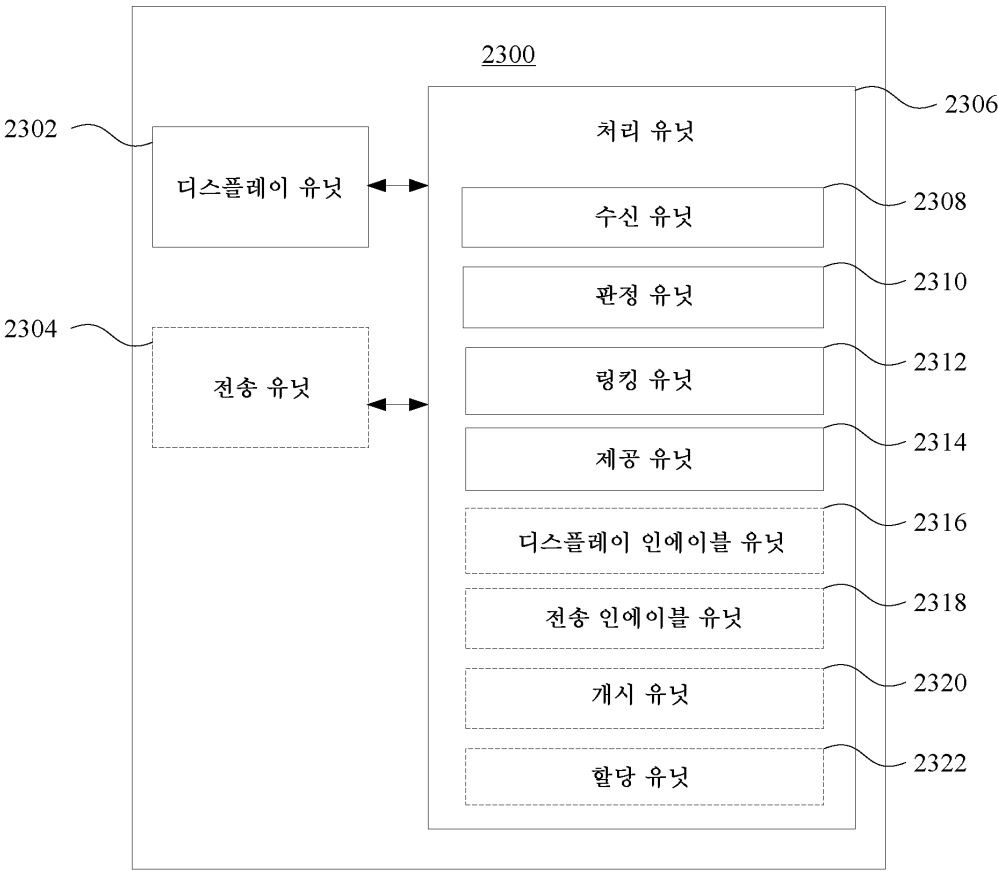 2300
2306
2302
처리 유닛
디스플레이 유닛
2308
수신 유닛
2310
판정 유닛
2304
2312
링킹 유닛
전송 유닛
2314
제공 유닛
2316
디스플레이 인에이블 유닛
2318
전송 인에이블 유닛
2320
개시 유닛
2322
할당 유닛